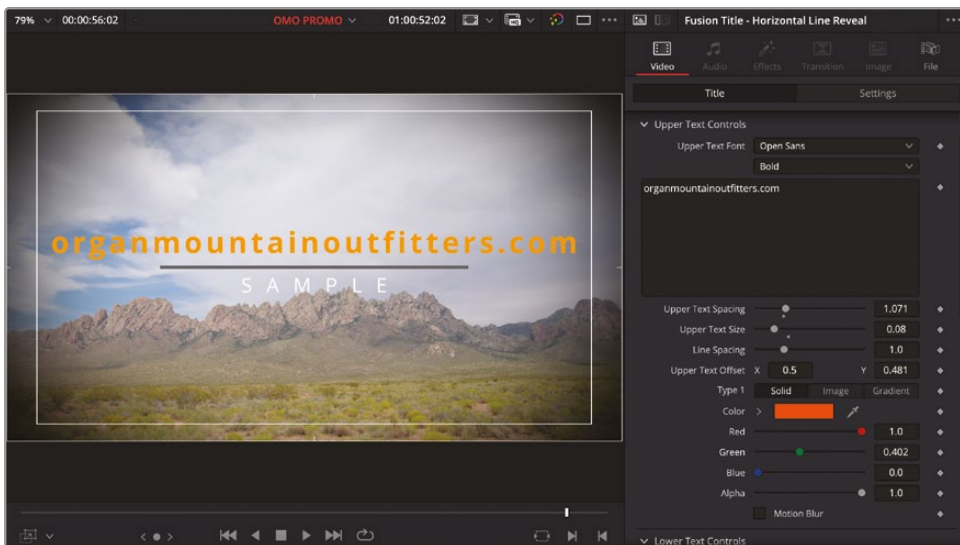 79% 00:00:56:02 OMO PROMO 01:00:52:02 HQ
Fusion Title - Horizontal Line Reveal
Video Audio Effects Transition Image File
Title Settings
Upper Text Controls
Upper Text Font Open Sans
Bold
organmountainoutfitters.com
organmountainoutfitters.com
SAMPLE
Upper Text Spacing 1.071
Upper Text Size 0.08
Line Spacing 1.0
Upper Text Offset X 0.5 Y 0.481
Type 1 Solid Image Gradient
Color
Red 1.0
Green 0.402
Blue 0.0
Alpha 1.0
Motion Blur
Lower Text Controls